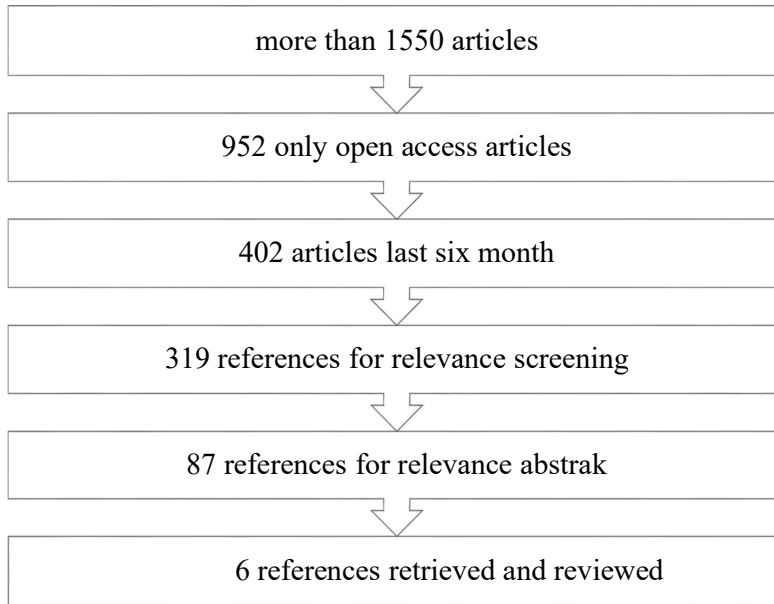 more than 1550 articles
952 only open access articles
402 articles last six month
319 references for relevance screening
87 references for relevance abstrak
6 references retrieved and reviewed